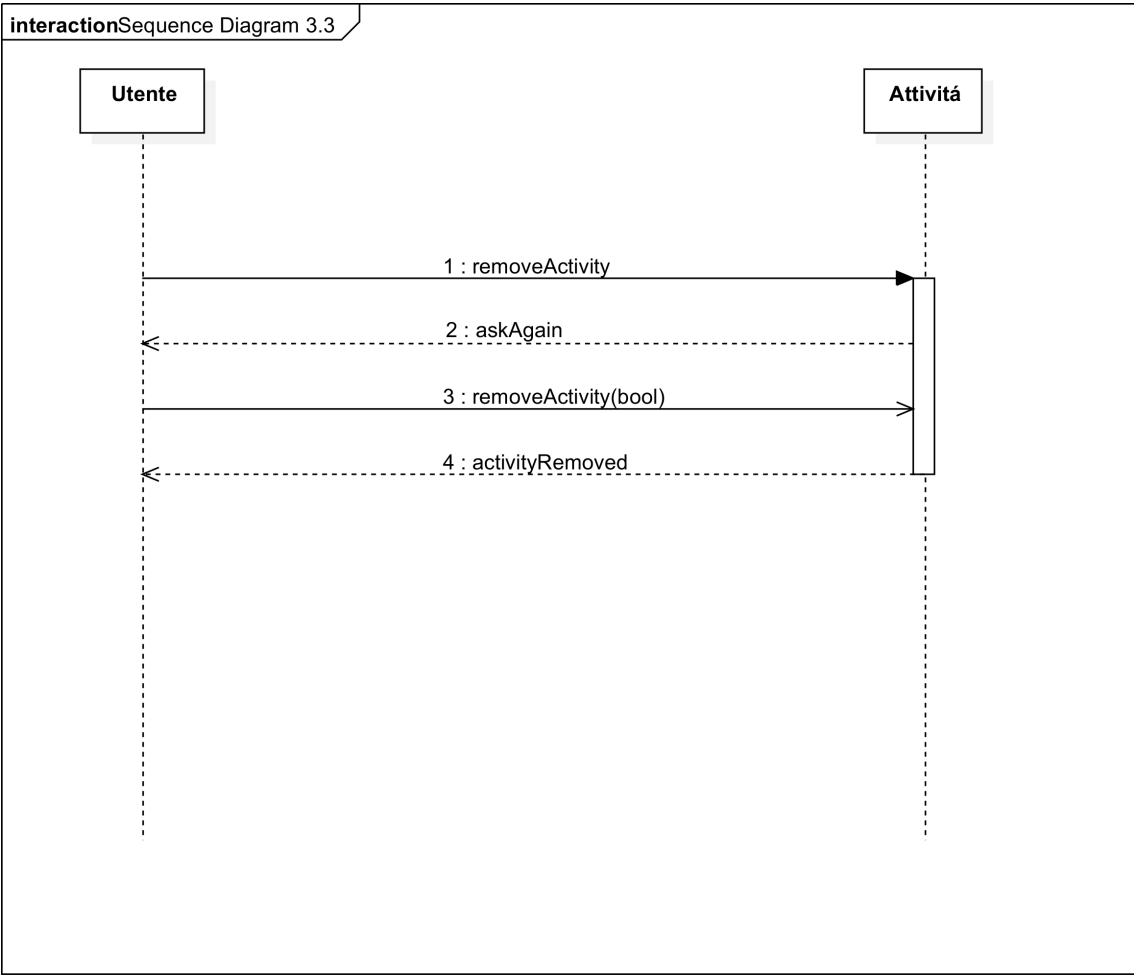 interactionSequence Diagram 3.3
Utente
Attivitá
1 : removeActivity
2 : askAgain
3 : removeActivity(bool)
4 : activityRemoved